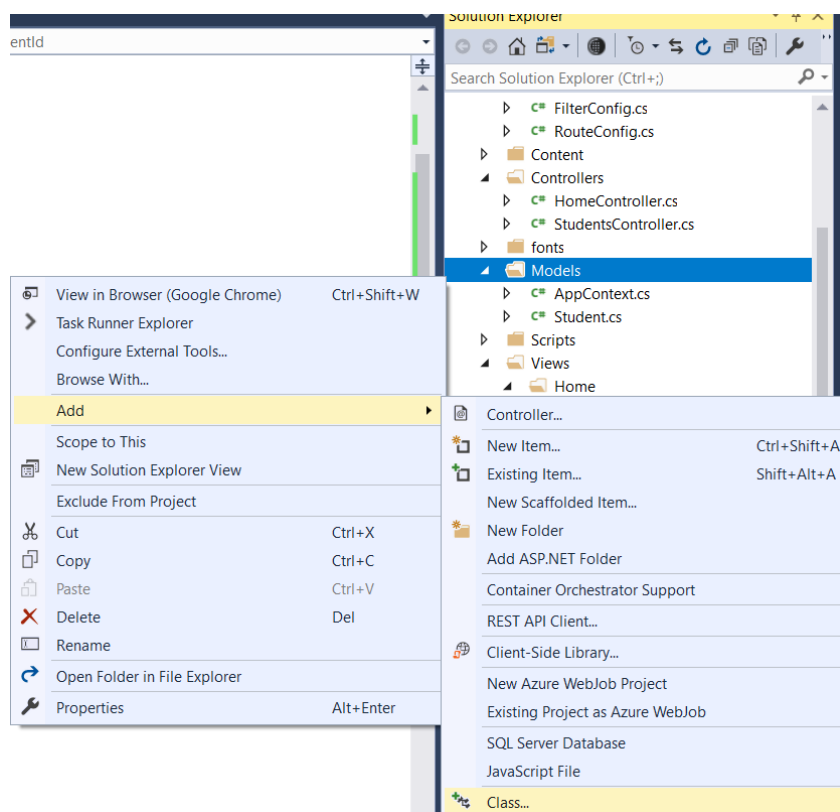 Solution Explorer
entId
Search Solution Explorer (Ctrl+;)
C# FilterConfig.cs
C# RouteConfig.cs
Content
Controllers
C# HomeController.cs
C# StudentsController.cs
fonts
Models
C# AppContext.cs
C# Student.cs
Scripts
Views
Home
View in Browser (Google Chrome) Ctrl+Shift+W
Task Runner Explorer
Configure External Tools...
Browse With...
Add
Scope to This
New Solution Explorer View
Exclude From Project
Cut Ctrl+X
Copy Ctrl+C
Paste Ctrl+V
Delete Del
Rename
Open Folder in File Explorer
Properties Alt+Enter
Controller...
New Item... Ctrl+Shift+A
Existing Item... Shift+Alt+A
New Scaffolded Item...
New Folder
Add ASP.NET Folder
Container Orchestrator Support
REST API Client...
Client-Side Library...
New Azure WebJob Project
Existing Project as Azure WebJob
SQL Server Database
JavaScript File
Class...